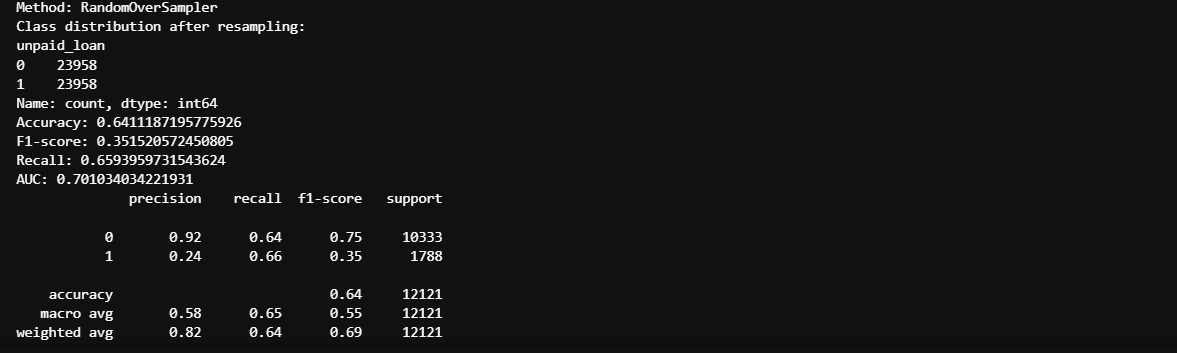 Method: RandomOverSampler
Class distribution after resampling:
unpaid_loan
0    23958
1    23958
Name: count, dtype: int64
Accuracy: 0.6411187195775926
F1-score: 0.351520572450805
Recall: 0.6593959731543624
AUC: 0.701034034221931
              precision    recall  f1-score   support
           0       0.92      0.64      0.75     10333
           1       0.24      0.66      0.35      1788
    accuracy                           0.64     12121
   macro avg       0.58      0.65      0.55     12121
weighted avg       0.82      0.64      0.69     12121